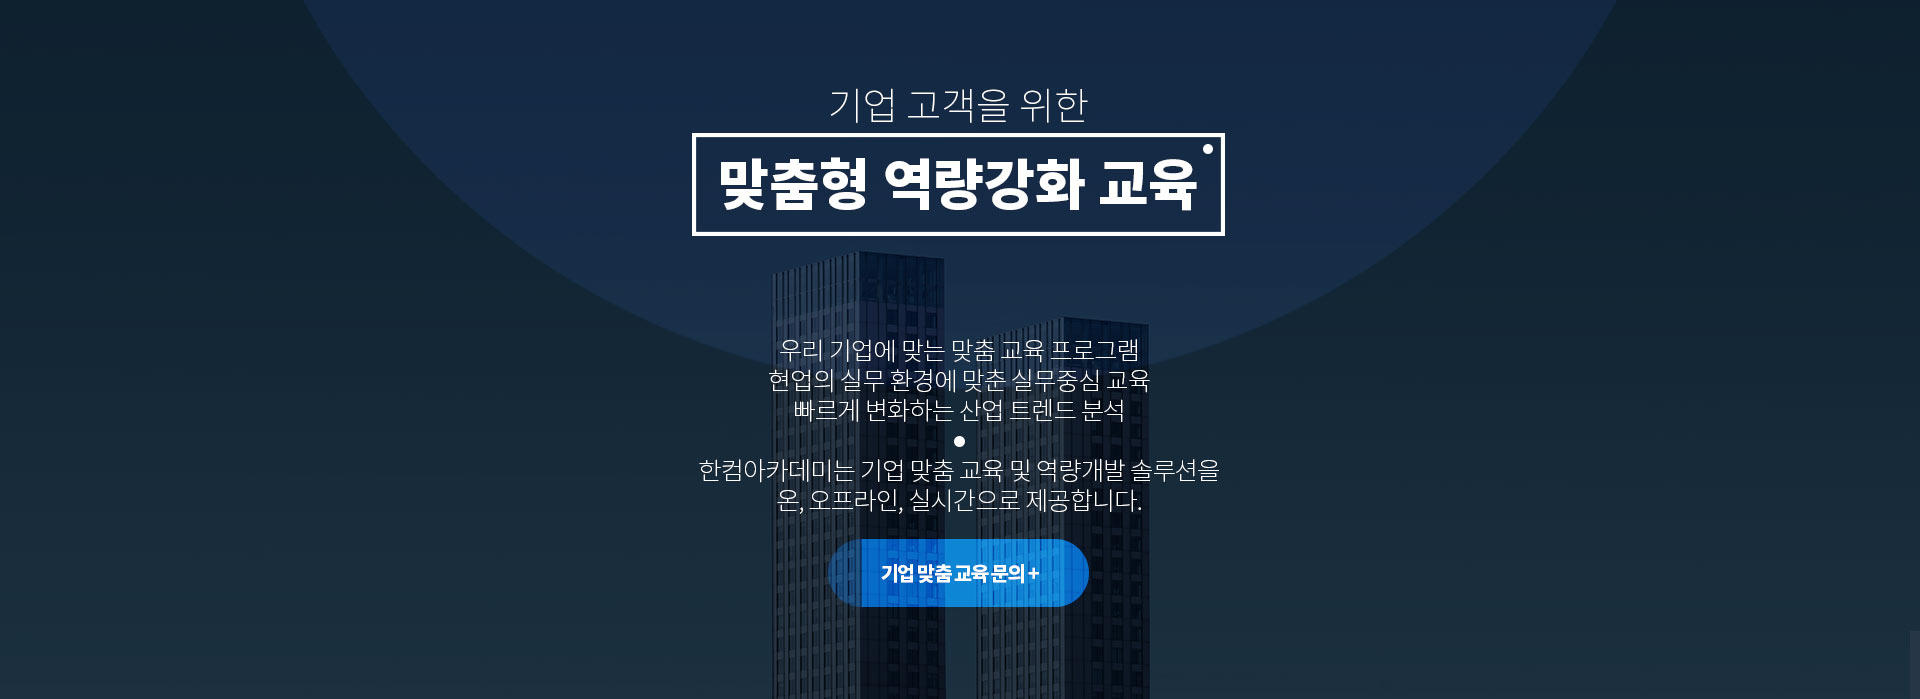 기업 고객을 위한
맞춤형 역량강화 교육
우리 기업에 맞는 맞춤 교육 프로그램
현업의 실무 환경에 맞춘 실무중심 교육
빠르게 변화하는 산업 트렌드 분석
한컴아카데미는 기업 맞춤 교육 및 역량개발 솔루션을
온, 오프라인, 실시간으로 제공합니다.
기업 맞춤 교육 문의 +